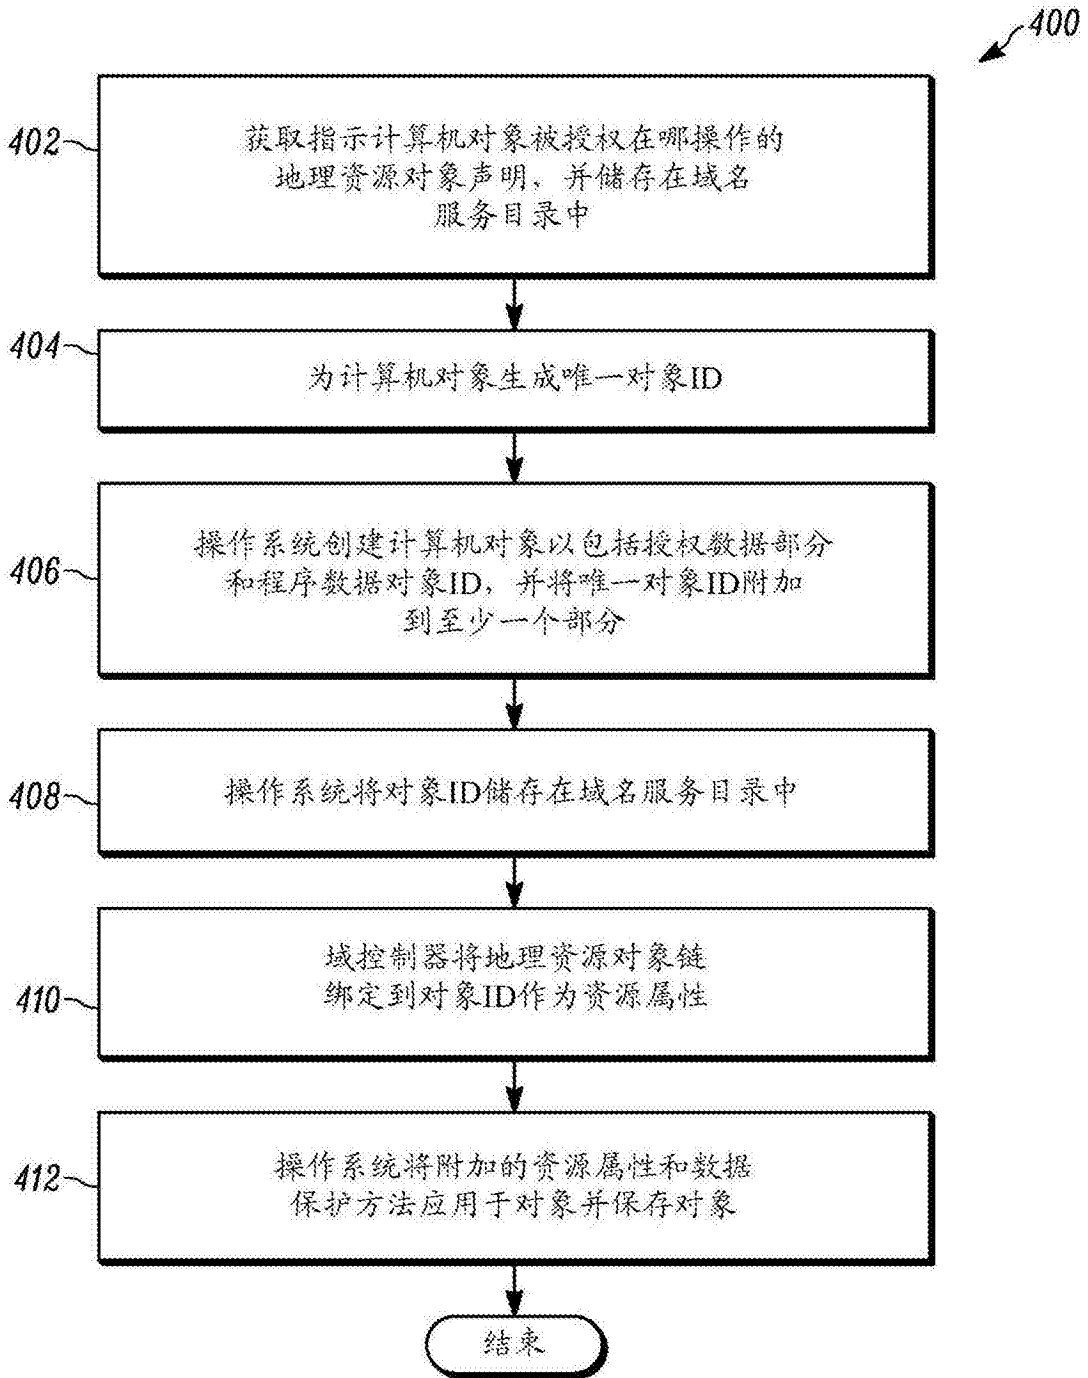 400
402
获取指示计算机对象被授权在哪操作的
地理资源对象声明，并储存在域名
服务目录中
404
为计算机对象生成唯一对象ID
406
操作系统创建计算机对象以包括授权数据部分
和程序数据对象ID，并将唯一对象ID附加
到至少一个部分
408
操作系统将对象ID储存在域名服务目录中
410
域控制器将地理资源对象链
绑定到对象ID作为资源属性
412
操作系统将附加的资源属性和数据
保护方法应用于对象并保存对象
结束